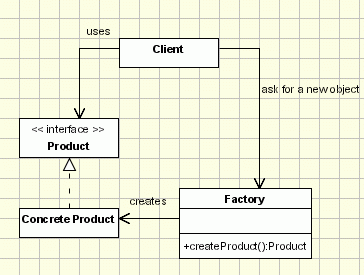 uses
Client
ask for a new object
<< interface >>
Product
creates
Factory
Concrete Product
+createProduct():Product